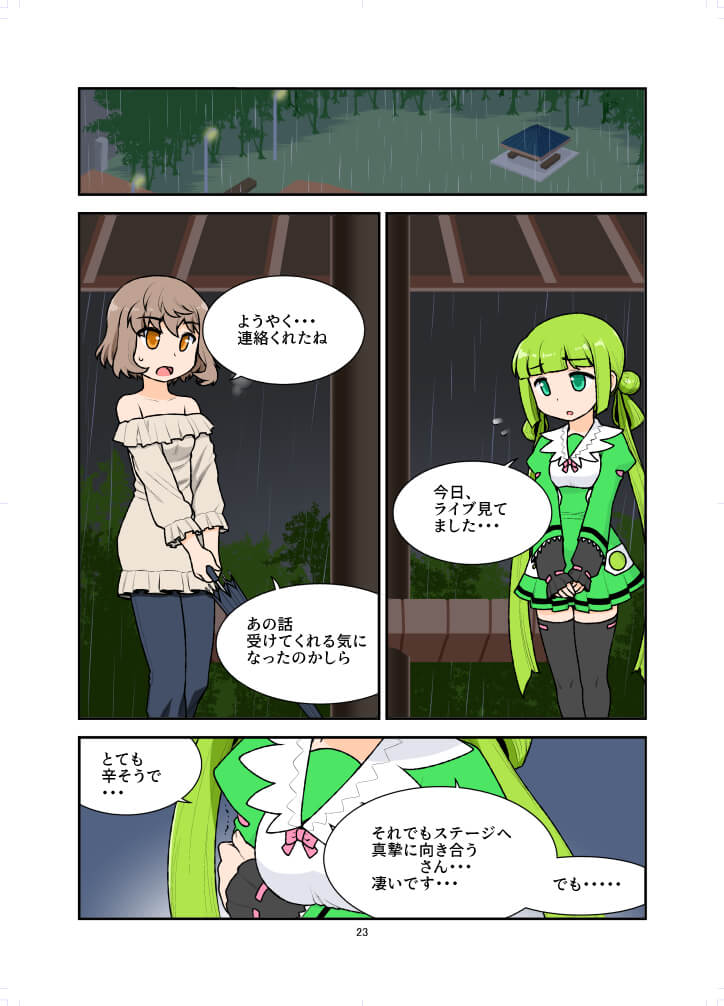 ようやく・・・
連絡くれたね
あの話
受けてくれる気に
なったのかしら
今日、
ライブ見て
ました・・・
とても
辛そうで
・・・
それでもステージへ
真摯に向き合う
さん・・・
凄いです・・・
でも・・・・・
23